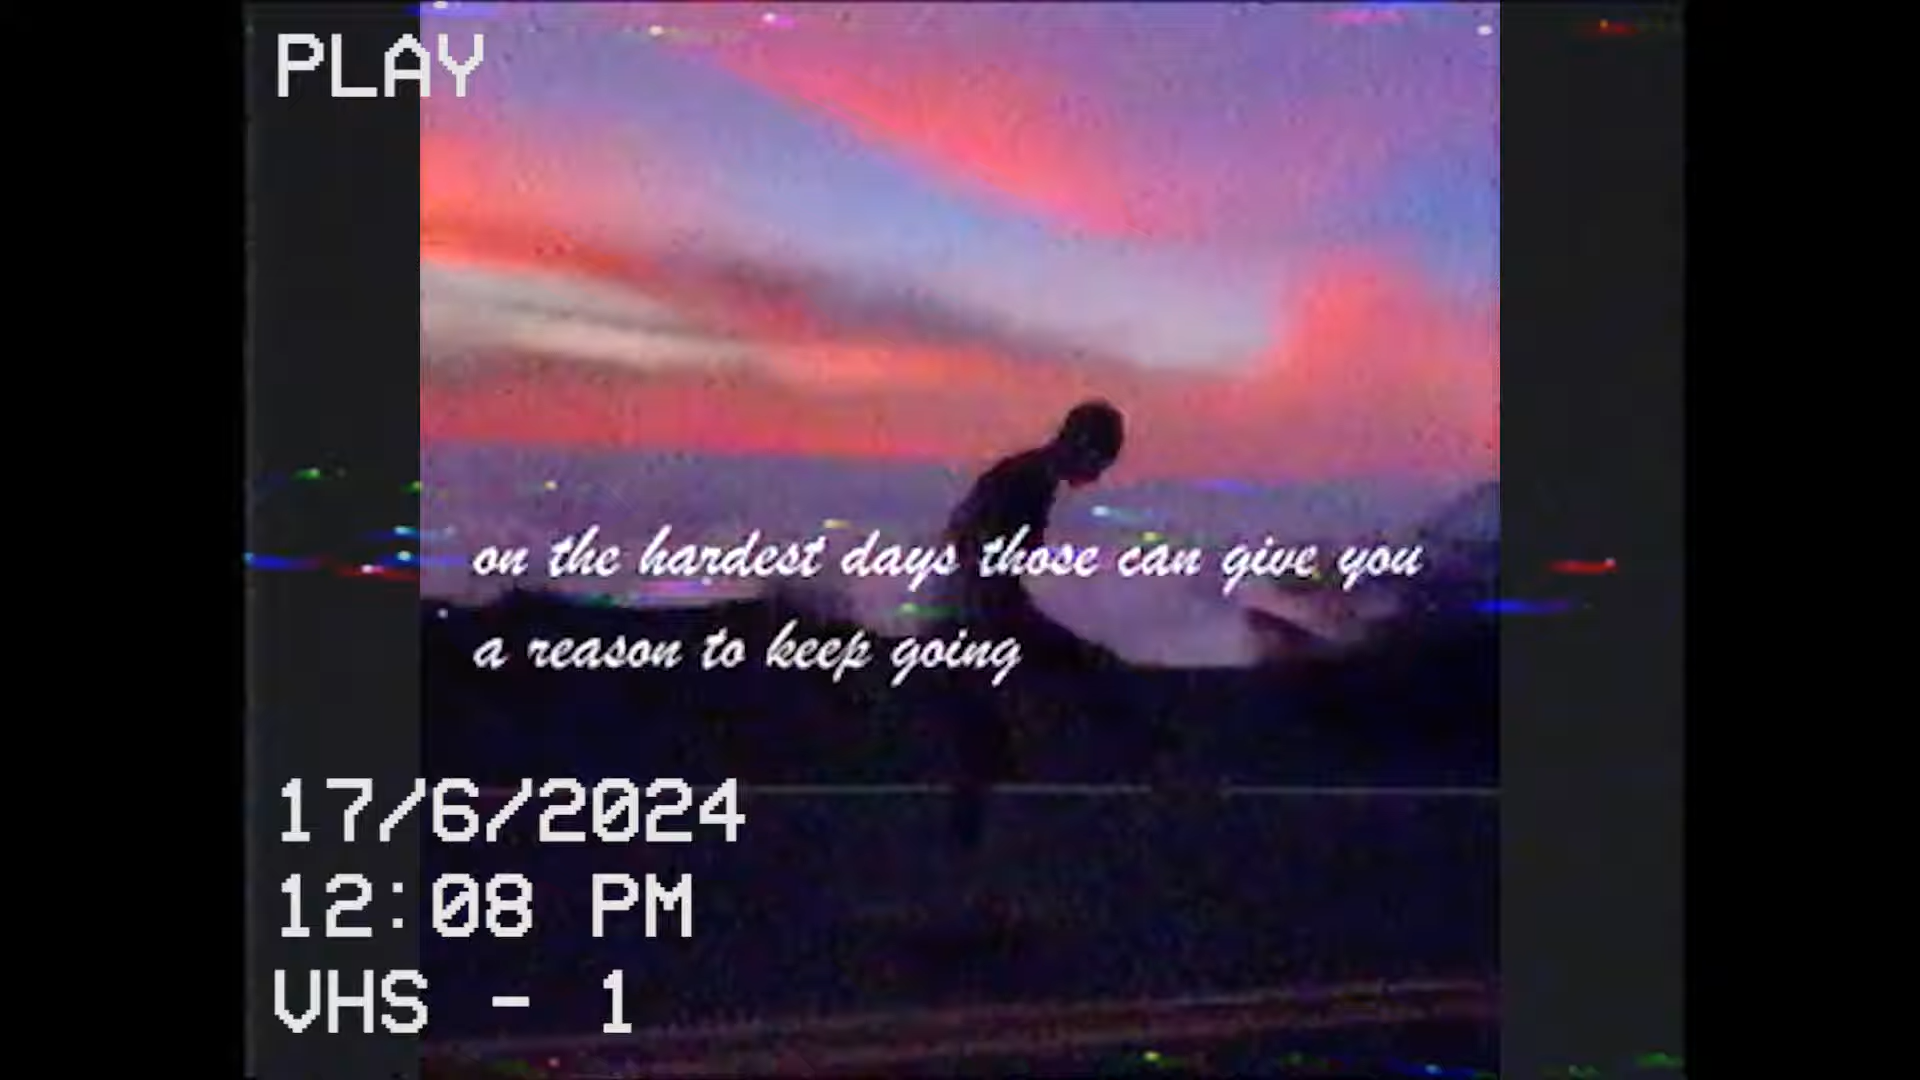 PLAY
on the hardest days those can give you
a reason to keep going
17/6/2024
12:08 PM
VHS - 1